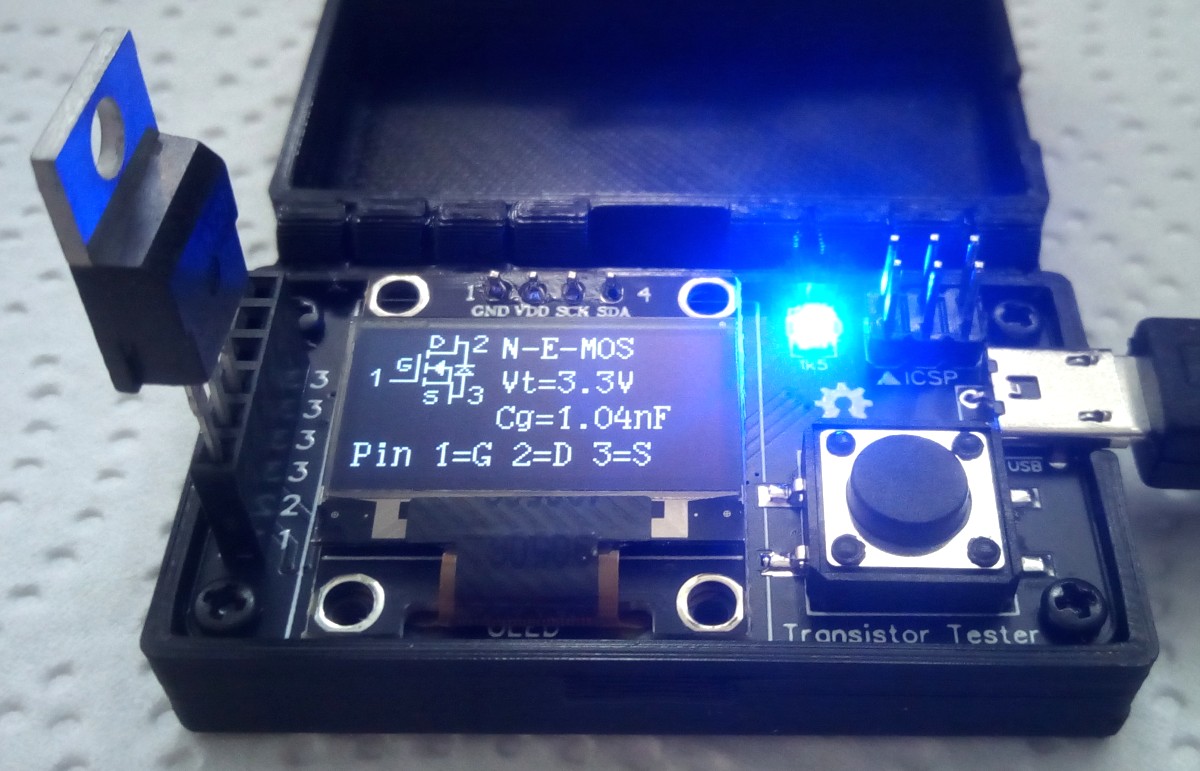 1 4
GND VDD SCK SDA
D 2 N-E-MOS
1 G Vt=3.3V
S 3
Cg=1.04nF
Pin 1=G 2=D 3=S
3
3
3
3
2
1
ICSP
USB
OLED
Transistor Tester